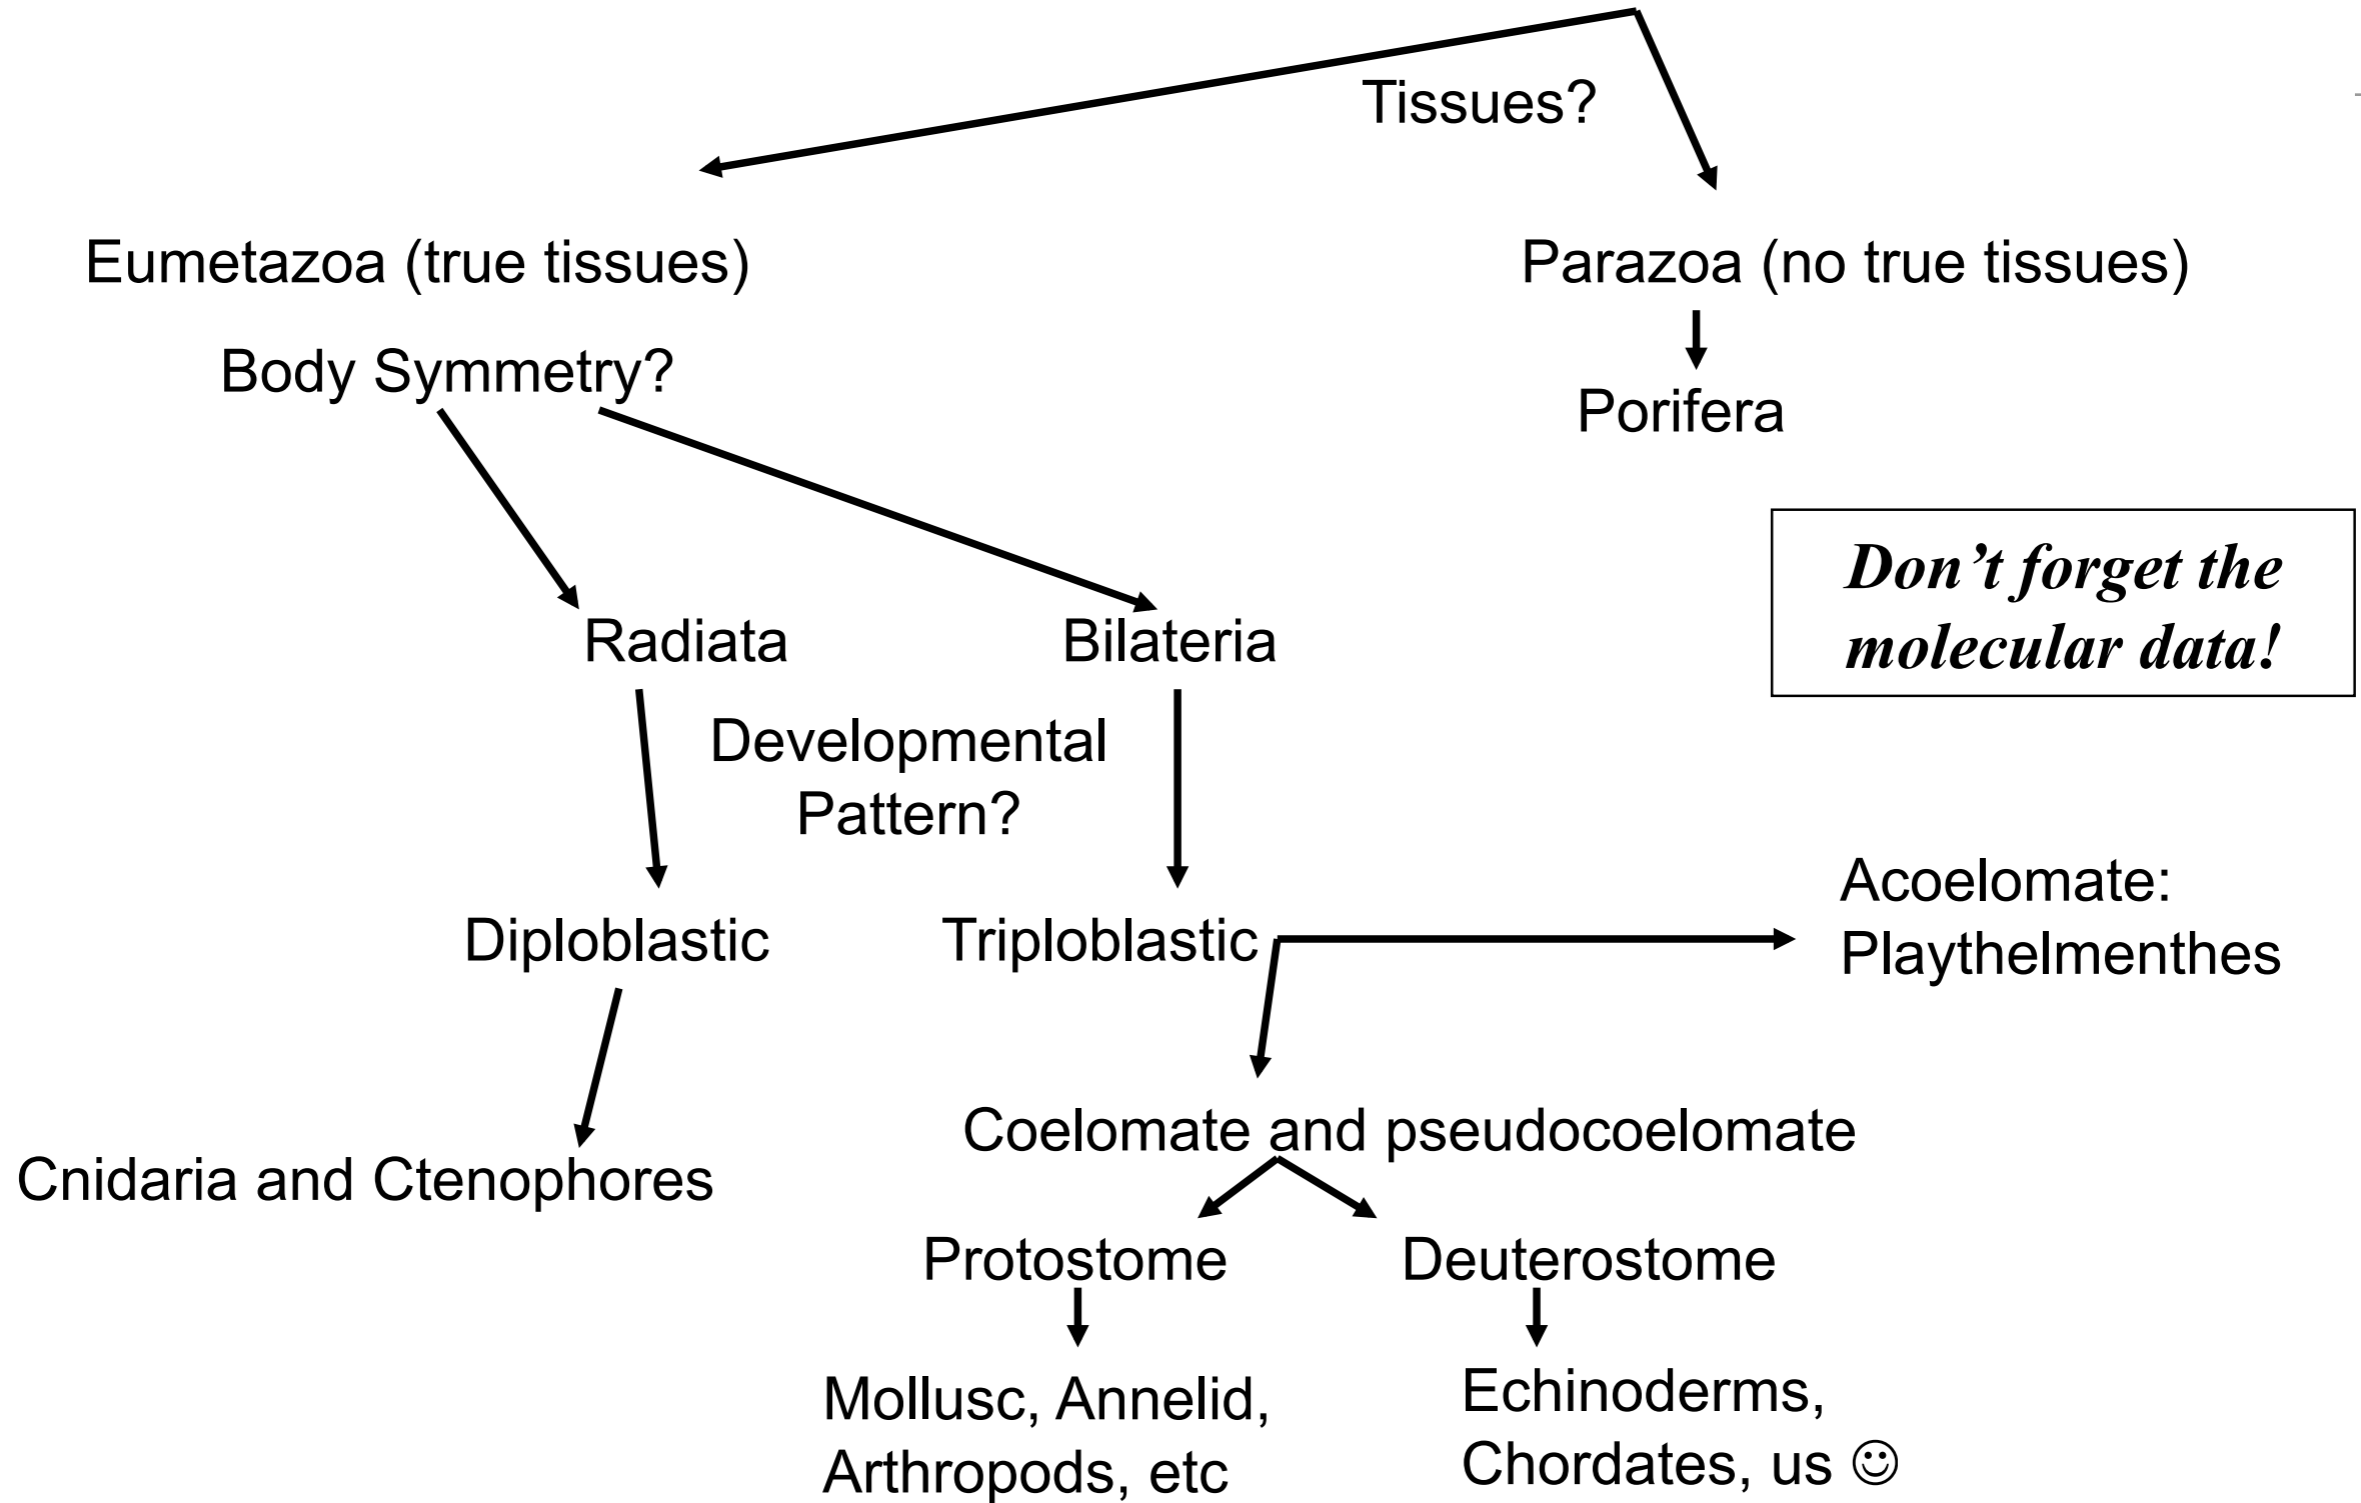 Tissues?
Eumetazoa (true tissues)
Parazoa (no true tissues)
Body Symmetry?
Porifera
Don’t forget the
molecular data!
Radiata
Bilateria
Developmental
Pattern?
Acoelomate:
Playthelmenthes
Diploblastic
Triploblastic
Coelomate and pseudocoelomate
Cnidaria and Ctenophores
Protostome
Deuterostome
Mollusc, Annelid,
Arthropods, etc
Echinoderms,
Chordates, us ☺